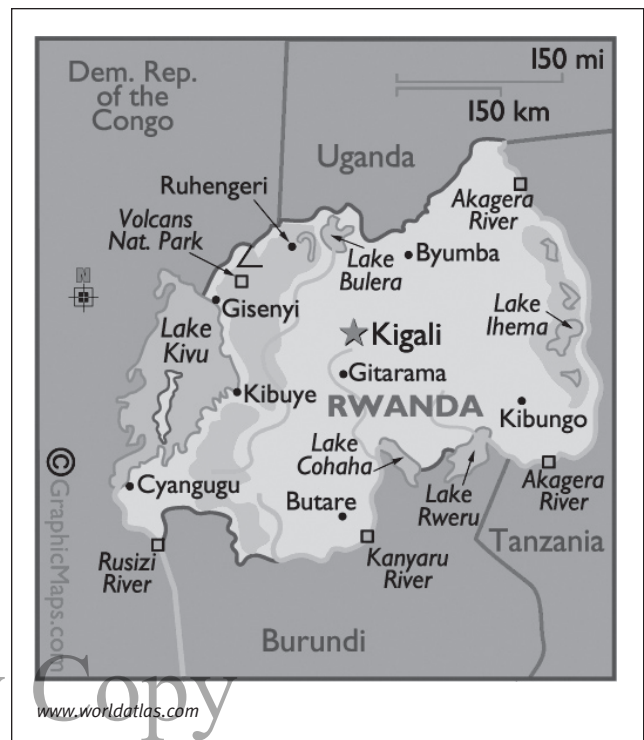 150 mi
150 km
Dem. Rep.
of the
Congo
Uganda
Ruhengeri
Akagera
River
Volcans
Nat. Park
Lake
Bulera
Byumba
N
Gisenyi
Lake
Ihema
Lake
Kivu
Kigali
Gitarama
Kibuye
RWANDA
Kibungo
Lake
Cohaha
Cyangugu
Lake
Rweru
Akagera
River
Butare
Tanzania
Rusizi
River
Kanyaru
River
Burundi
© GraphicMaps.com
Copy
www.worldatlas.com